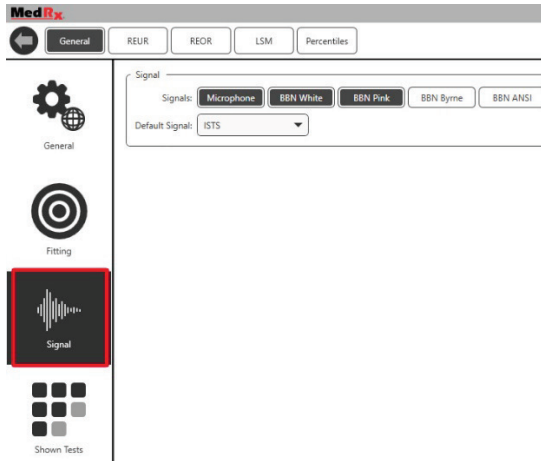 MedRx
General REUR REOR LSM Percentiles
Signal
Signals: Microphone BBN White BBN Pink BBN Byrne BBN ANSI
Default Signal: ISTS
General
Fitting
Signal
Shown Tests